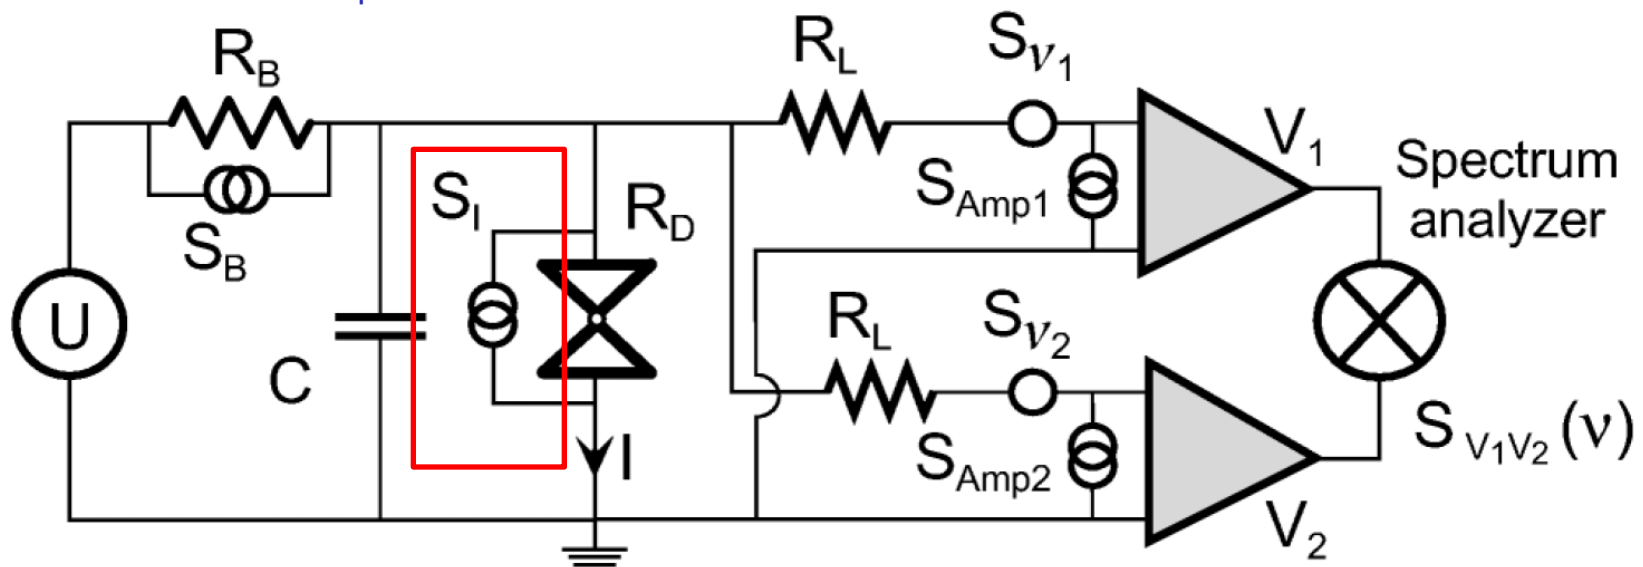 R_B
S_B
U
C
S_I
R_D
I
R_L
S_ν1
S_Amp1
V_1
R_L
S_ν2
S_Amp2
V_2
Spectrum
analyzer
S_V1V2(ν)